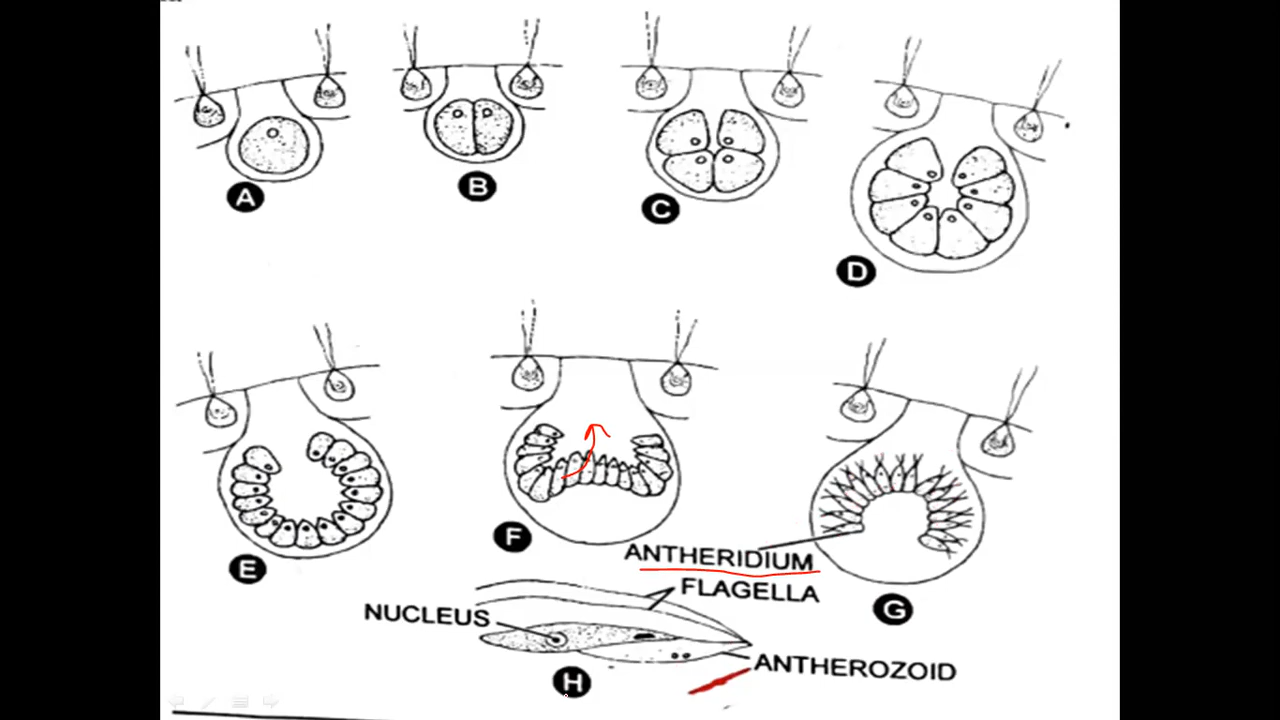 A
B
C
D
E
F
ANTHERIDIUM
FLAGELLA
G
NUCLEUS
ANTHEROZOID
H